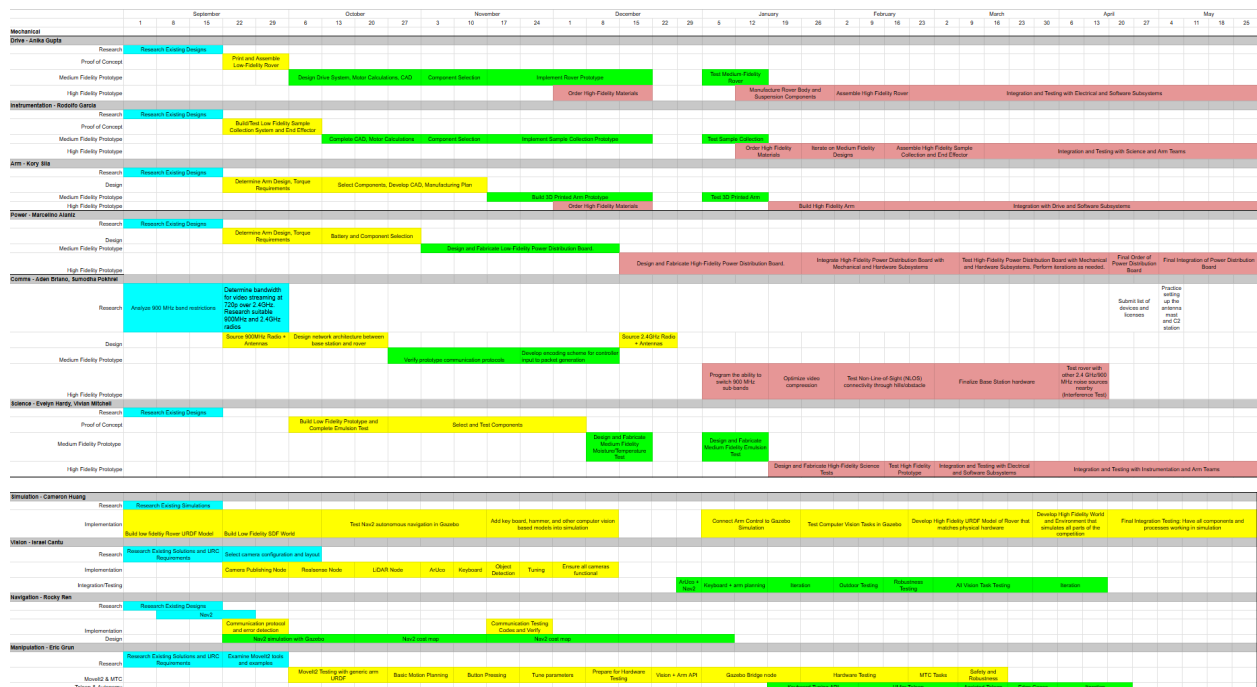 September October November December January February March April May
1 8 15 22 29 6 13 20 27 3 10 17 24 1 8 15 22 29 5 12 19 26 2 9 16 23 2 9 16 23 30 6 13 20 27 4 11 18 25
Mechanical
Drive - Anika Gupta
Research Research Existing Designs
Proof of Concept Print and Assemble Low-Fidelity Rover
Medium Fidelity Prototype Design Drive System, Motor Calculations, CAD Component Selection Implement Rover Prototype Test Medium-Fidelity Rover
High Fidelity Prototype Order High-Fidelity Materials Manufacture Rover Body and Suspension Components Assemble High Fidelity Rover Integration and Testing with Electrical and Software Subsystems
Instrumentation - Rodolfo Garcia
Research Research Existing Designs
Proof of Concept Build/Test Low Fidelity Sample Collection System and End Effector
Medium Fidelity Prototype Complete CAD, Motor Calculations Component Selection Implement Sample Collection Prototype Test Sample Collection
High Fidelity Prototype Order High Fidelity Materials Iterate on Medium Fidelity Designs Assemble High Fidelity Sample Collection and End Effector Integration and Testing with Science and Arm Teams
Arm - Kory Sila
Research Research Existing Designs
Design Determine Arm Design, Torque Requirements Select Components, Develop CAD, Manufacturing Plan
Medium Fidelity Prototype Build 3D Printed Arm Prototype Test 3D Printed Arm
High Fidelity Prototype Order High Fidelity Materials Build High Fidelity Arm Integration with Drive and Software Subsystems
Power - Marcelino Alaniz
Research Research Existing Designs
Design Determine Arm Design, Torque Requirements Battery and Component Selection
Medium Fidelity Prototype Design and Fabricate Low-Fidelity Power Distribution Board.
High Fidelity Prototype Design and Fabricate High-Fidelity Power Distribution Board. Integrate High-Fidelity Power Distribution Board with Mechanical and Hardware Subsystems Test High-Fidelity Power Distribution Board with Mechanical and Hardware Subsystems. Perform iterations as needed. Final Order of Power Distribution Board Final Integration of Power Distribution Board
Comms - Aden Briano, Sumodha Pokhrel
Research Analyze 900 MHz band restrictions Determine bandwidth for video streaming at 720p over 2.4GHz. Research suitable 900MHz and 2.4GHz radios Submit list of devices and licenses Practice setting up the antenna mast and C2 station
Design Source 900MHz Radio + Antennas Design network architecture between base station and rover Source 2.4GHz Radio + Antennas
Medium Fidelity Prototype Verify prototype communication protocols Develop encoding scheme for controller input to packet generation
High Fidelity Prototype Program the ability to switch 900 MHz sub-bands Optimize video compression Test Non-Line-of-Sight (NLOS) connectivity through hills/obstacle Finalize Base Station hardware Test rover with other 2.4 GHz/900 MHz noise sources nearby (Interference Test)
Science - Evelyn Hardy, Vivian Mitchell
Research Research Existing Designs
Proof of Concept Build Low Fidelity Prototype and Complete Emulsion Test Select and Test Components
Medium Fidelity Prototype Design and Fabricate Medium Fidelity Moisture/Temperature Test Design and Fabricate Medium Fidelity Emulsion Test
High Fidelity Prototype Design and Fabricate High-Fidelity Science Tests Test High Fidelity Prototype Integration and Testing with Electrical and Software Subsystems Integration and Testing with Instrumentation and Arm Teams
Simulation - Cameron Huang
Research Research Existing Simulations
Implementation Build low fidelity Rover URDF Model Build Low Fidelity SDF World Test Nav2 autonomous navigation in Gazebo Add key board, hammer, and other computer vision based models into simulation Connect Arm Control to Gazebo Simulation Test Computer Vision Tasks in Gazebo Develop High Fidelity URDF Model of Rover that matches physical hardware Develop High Fidelity World and Environment that simulates all parts of the competition Final Integration Testing: Have all components and processes working in simulation
Vision - Israel Cantu
Research Research Existing Solutions and URC Requirements Select camera configuration and layout
Implementation Camera Publishing Node Realsense Node LiDAR Node ArUco Keyboard Object Detection Tuning Ensure all cameras functional
Integration/Testing ArUco + Nav2 Keyboard + arm planning Iteration Outdoor Testing Robustness Testing All Vision Task Testing Iteration
Navigation - Rocky Ren
Research Research Existing Designs
Nav2
Implementation Communication protocol and error detection Communication Testing Codes and Verify
Design Nav2 simulation with Gazebo Nav2 cost map Nav2 cost map
Manipulation - Eric Grun
Research Research Existing Solutions and URC Requirements Examine MoveIt2 tools and examples
MoveIt2 & MTC MoveIt2 Testing with generic arm URDF Basic Motion Planning Button Pressing Tune parameters Prepare for Hardware Testing Vision + Arm API Gazebo Bridge node Hardware Testing MTC Tasks Safety and Robustness